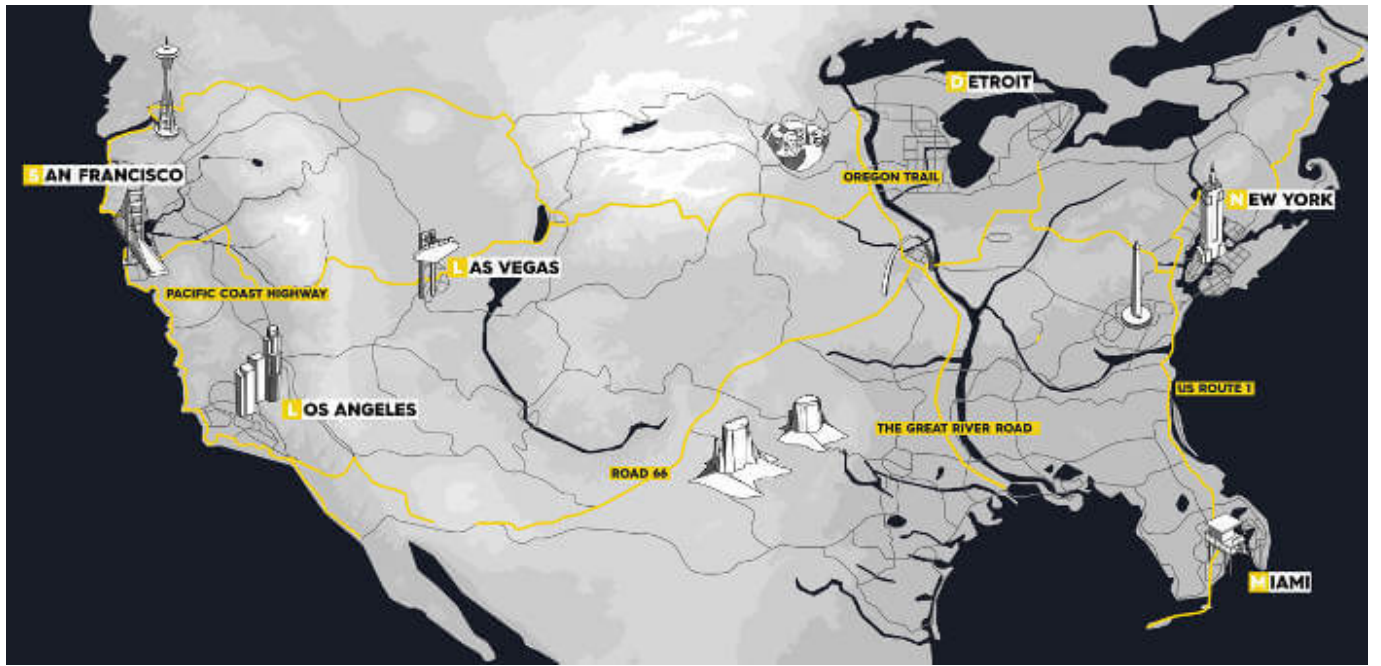 DETROIT
SAN FRANCISCO
OREGON TRAIL
NEW YORK
LAS VEGAS
PACIFIC COAST HIGHWAY
US ROUTE 1
LOS ANGELES
THE GREAT RIVER ROAD
ROAD 66
MIAMI